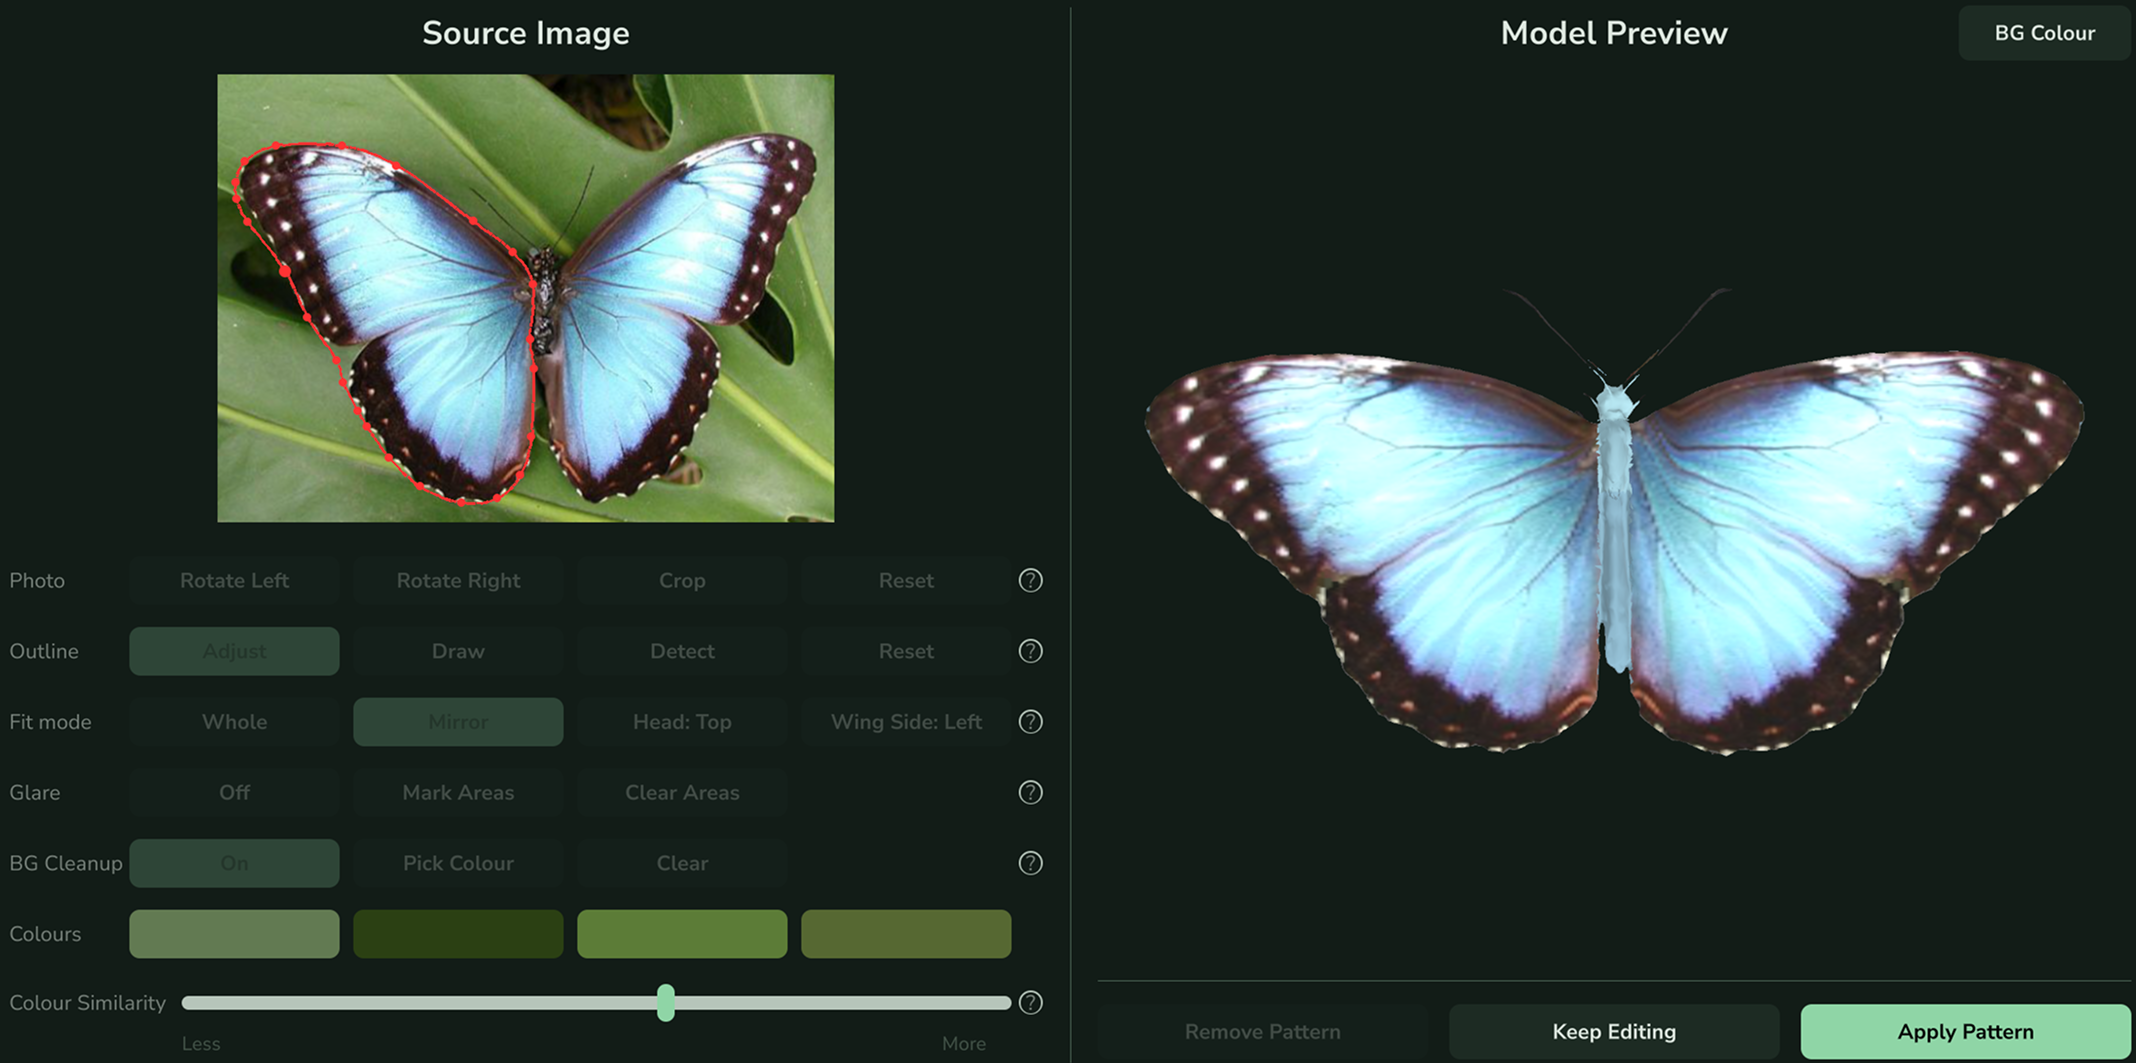 Source Image
Model Preview
BG Colour
Photo Rotate Left Rotate Right Crop Reset ?
Outline Adjust Draw Detect Reset ?
Fit mode Whole Mirror Head: Top Wing Side: Left ?
Glare Off Mark Areas Clear Areas ?
BG Cleanup On Pick Colour Clear ?
Colours
Colour Similarity ?
Less More
Remove Pattern Keep Editing Apply Pattern